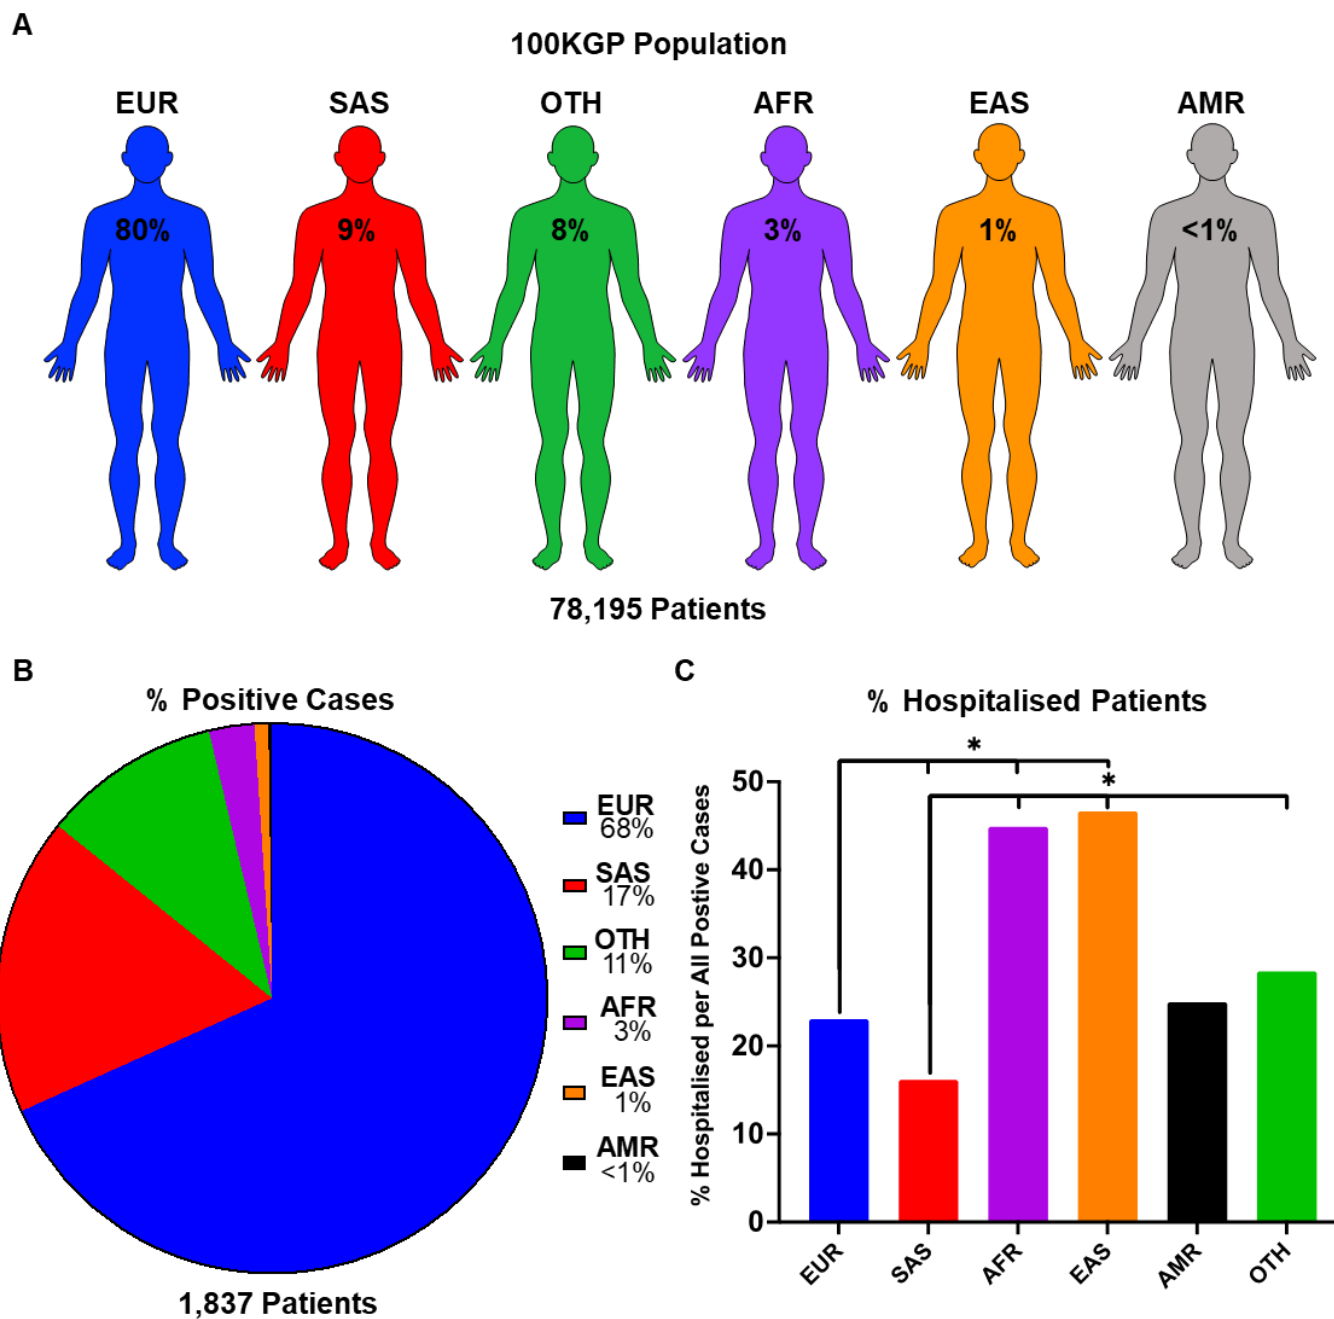 A
100KGP Population
EUR SAS OTH AFR EAS AMR
80% 9% 8% 3% 1% <1%
78,195 Patients
B
% Positive Cases
EUR
68%
SAS
17%
OTH
11%
AFR
3%
EAS
1%
AMR
<1%
1,837 Patients
C
% Hospitalised Patients
*
*
% Hospitalised per All Postive Cases
50
40
30
20
10
0
EUR SAS AFR EAS AMR OTH